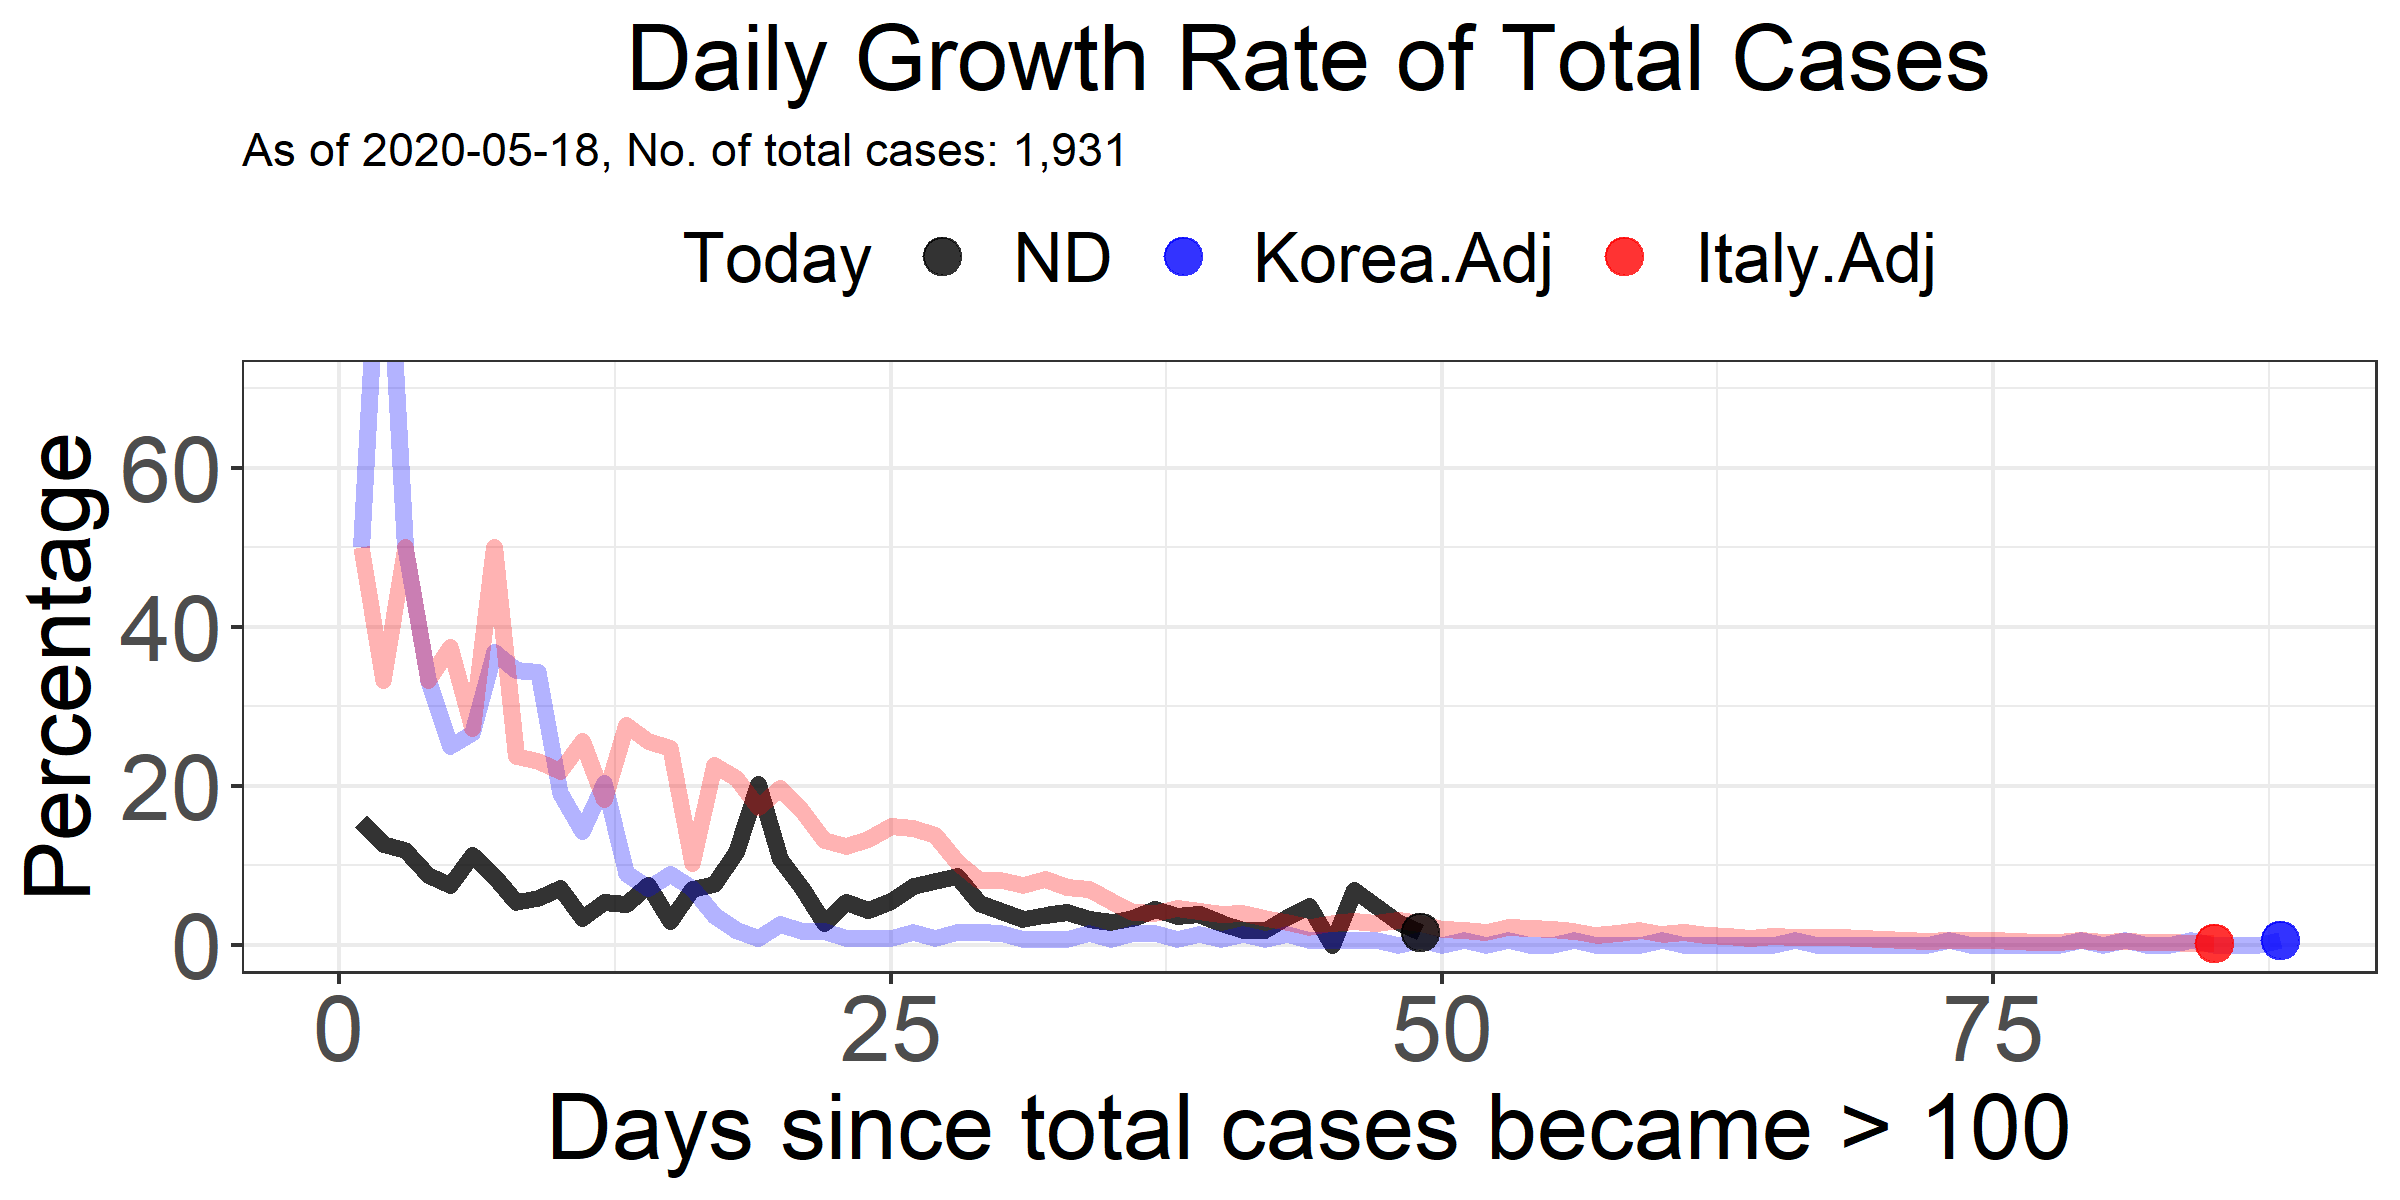 Daily Growth Rate of Total Cases
As of 2020-05-18, No. of total cases: 1,931
Today ND Korea.Adj Italy.Adj
Percentage
60
40
20
0
0 25 50 75
Days since total cases became > 100